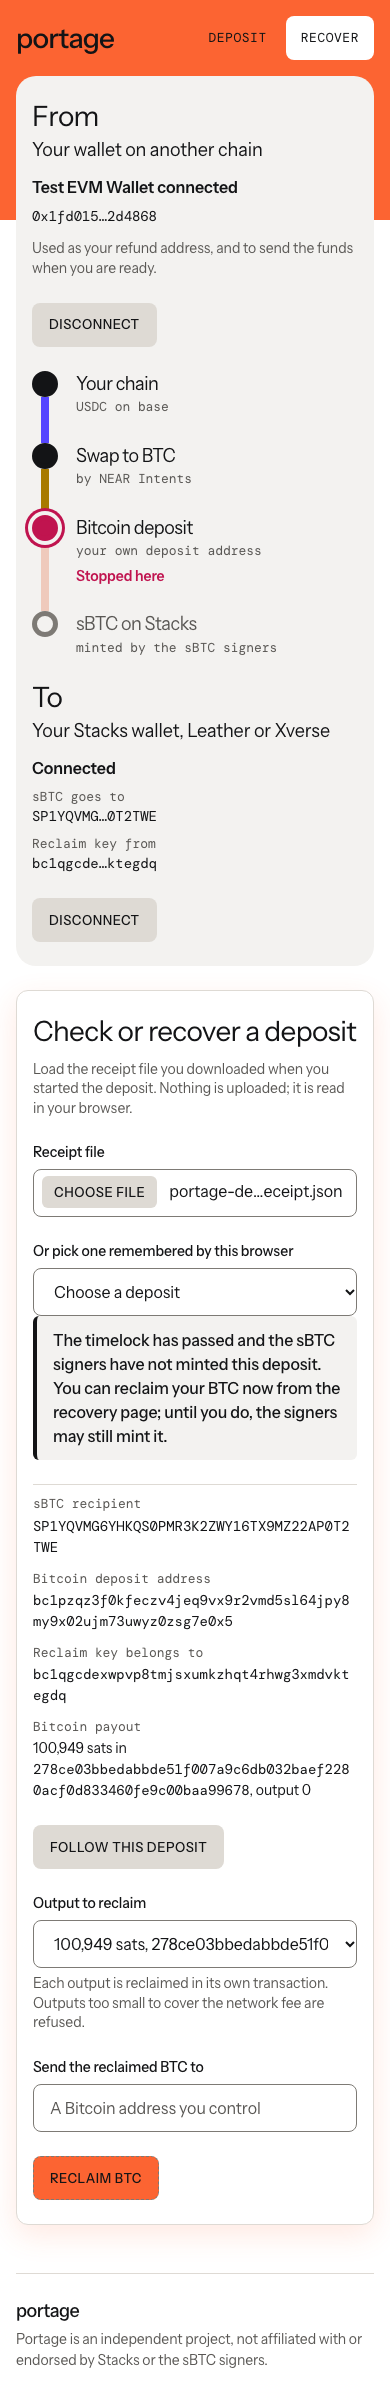 portage
DEPOSIT
RECOVER
From
Your wallet on another chain
Test EVM Wallet connected
0x1fd015…2d4868
Used as your refund address, and to send the funds
when you are ready.
DISCONNECT
Your chain
USDC on base
Swap to BTC
by NEAR Intents
Bitcoin deposit
your own deposit address
Stopped here
sBTC on Stacks
minted by the sBTC signers
To
Your Stacks wallet, Leather or Xverse
Connected
sBTC goes to
SP1YQVMG…0T2TWE
Reclaim key from
bc1qgcde…ktegdq
DISCONNECT
Check or recover a deposit
Load the receipt file you downloaded when you
started the deposit. Nothing is uploaded; it is read
in your browser.
Receipt file
CHOOSE FILE
portage-de…eceipt.json
Or pick one remembered by this browser
Choose a deposit
The timelock has passed and the sBTC
signers have not minted this deposit.
You can reclaim your BTC now from the
recovery page; until you do, the signers
may still mint it.
sBTC recipient
SP1YQVMG6YHKQS0PMR3K2ZWY16TX9MZ22AP0T2
TWE
Bitcoin deposit address
bc1pzqz3f0kfeczv4jeq9vx9r2vmd5sl64jpy8
my9x02ujm73uwyz0zsg7e0x5
Reclaim key belongs to
bc1qgcdexwpvp8tmjsxumkzhqt4rhwg3xmdvkt
egdq
Bitcoin payout
100,949 sats in
278ce03bbedabbde51f007a9c6db032baef228
0acf0d833460fe9c00baa99678, output 0
FOLLOW THIS DEPOSIT
Output to reclaim
100,949 sats, 278ce03bbedabbde51f0
Each output is reclaimed in its own transaction.
Outputs too small to cover the network fee are
refused.
Send the reclaimed BTC to
A Bitcoin address you control
RECLAIM BTC
portage
Portage is an independent project, not affiliated with or
endorsed by Stacks or the sBTC signers.